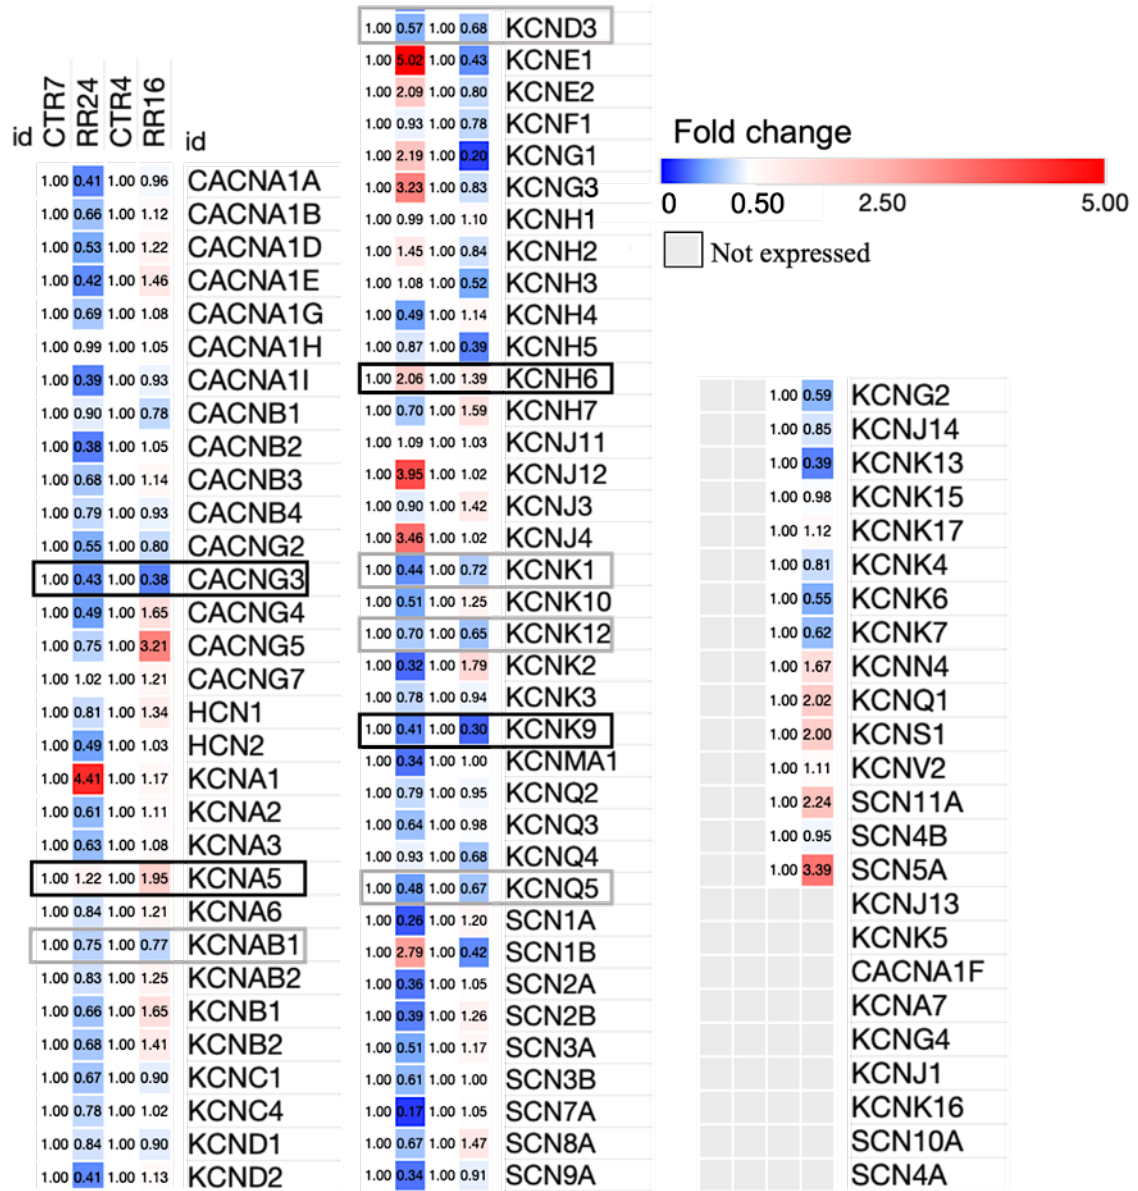 id CTR7 RR24 CTR4 RR16 id
1.00 0.41 1.00 0.96 CACNA1A
1.00 0.66 1.00 1.12 CACNA1B
1.00 0.53 1.00 1.22 CACNA1D
1.00 0.42 1.00 1.46 CACNA1E
1.00 0.69 1.00 1.08 CACNA1G
1.00 0.99 1.00 1.05 CACNA1H
1.00 0.39 1.00 0.93 CACNA1I
1.00 0.90 1.00 0.78 CACNB1
1.00 0.38 1.00 1.05 CACNB2
1.00 0.68 1.00 1.14 CACNB3
1.00 0.79 1.00 0.93 CACNB4
1.00 0.55 1.00 0.80 CACNG2
1.00 0.43 1.00 0.38 CACNG3
1.00 0.49 1.00 1.65 CACNG4
1.00 0.75 1.00 3.21 CACNG5
1.00 1.02 1.00 1.21 CACNG7
1.00 0.81 1.00 1.34 HCN1
1.00 0.49 1.00 1.03 HCN2
1.00 4.41 1.00 1.17 KCNA1
1.00 0.61 1.00 1.11 KCNA2
1.00 0.63 1.00 1.08 KCNA3
1.00 1.22 1.00 1.95 KCNA5
1.00 0.84 1.00 1.21 KCNA6
1.00 0.75 1.00 0.77 KCNAB1
1.00 0.83 1.00 1.25 KCNAB2
1.00 0.66 1.00 1.65 KCNB1
1.00 0.68 1.00 1.41 KCNB2
1.00 0.67 1.00 0.90 KCNC1
1.00 0.78 1.00 1.02 KCNC4
1.00 0.84 1.00 0.90 KCND1
1.00 0.41 1.00 1.13 KCND2
1.00 0.57 1.00 0.68 KCND3
1.00 5.02 1.00 0.43 KCNE1
1.00 2.09 1.00 0.80 KCNE2
1.00 0.93 1.00 0.78 KCNF1
1.00 2.19 1.00 0.20 KCNG1
1.00 3.23 1.00 0.83 KCNG3
1.00 0.99 1.00 1.10 KCNH1
1.00 1.45 1.00 0.84 KCNH2
1.00 1.08 1.00 0.52 KCNH3
1.00 0.49 1.00 1.14 KCNH4
1.00 0.87 1.00 0.39 KCNH5
1.00 2.06 1.00 1.39 KCNH6
1.00 0.70 1.00 1.59 KCNH7
1.00 1.09 1.00 1.03 KCNJ11
1.00 3.95 1.00 1.02 KCNJ12
1.00 0.90 1.00 1.42 KCNJ3
1.00 3.46 1.00 1.02 KCNJ4
1.00 0.44 1.00 0.72 KCNK1
1.00 0.51 1.00 1.25 KCNK10
1.00 0.70 1.00 0.65 KCNK12
1.00 0.32 1.00 1.79 KCNK2
1.00 0.78 1.00 0.94 KCNK3
1.00 0.41 1.00 0.30 KCNK9
1.00 0.34 1.00 1.00 KCNMA1
1.00 0.79 1.00 0.95 KCNQ2
1.00 0.64 1.00 0.98 KCNQ3
1.00 0.93 1.00 0.68 KCNQ4
1.00 0.48 1.00 0.67 KCNQ5
1.00 0.26 1.00 1.20 SCN1A
1.00 2.79 1.00 0.42 SCN1B
1.00 0.36 1.00 1.05 SCN2A
1.00 0.39 1.00 1.26 SCN2B
1.00 0.51 1.00 1.17 SCN3A
1.00 0.61 1.00 1.00 SCN3B
1.00 0.17 1.00 1.05 SCN7A
1.00 0.67 1.00 1.47 SCN8A
1.00 0.34 1.00 0.91 SCN9A
Fold change
0 0.50 2.50 5.00
Not expressed
1.00 0.59 KCNG2
1.00 0.85 KCNJ14
1.00 0.39 KCNK13
1.00 0.98 KCNK15
1.00 1.12 KCNK17
1.00 0.81 KCNK4
1.00 0.55 KCNK6
1.00 0.62 KCNK7
1.00 1.67 KCNN4
1.00 2.02 KCNQ1
1.00 2.00 KCNS1
1.00 1.11 KCNV2
1.00 2.24 SCN11A
1.00 0.95 SCN4B
1.00 3.39 SCN5A
KCNJ13
KCNK5
CACNA1F
KCNA7
KCNG4
KCNJ1
KCNK16
SCN10A
SCN4A